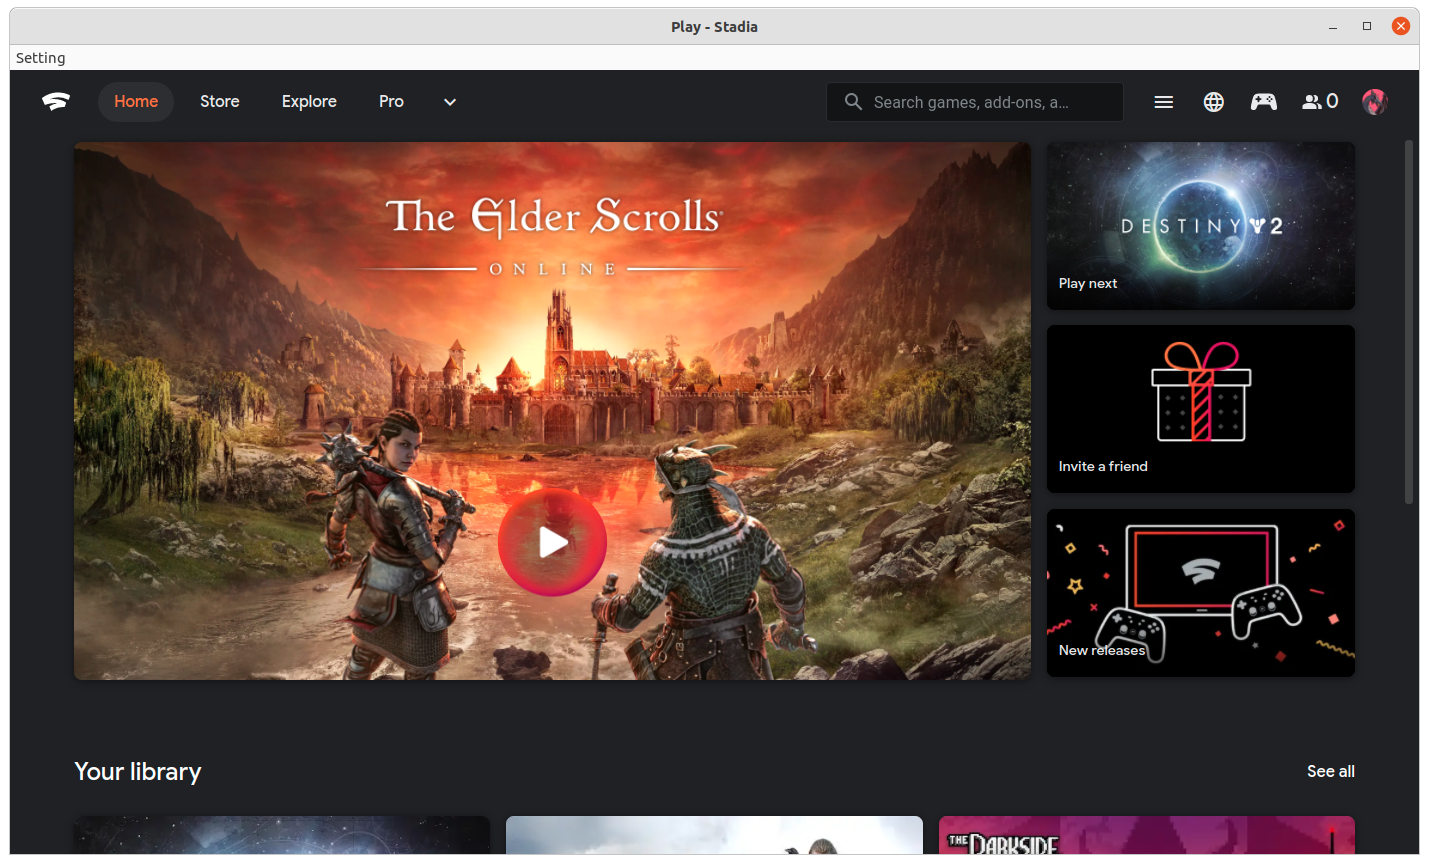 Play - Stadia
Setting
Home
Store
Explore
Pro
Search games, add-ons, a...
0
The Elder Scrolls
ONLINE
DESTINY 2
Play next
Invite a friend
New releases
Your library
See all
THE
DARKSIDE